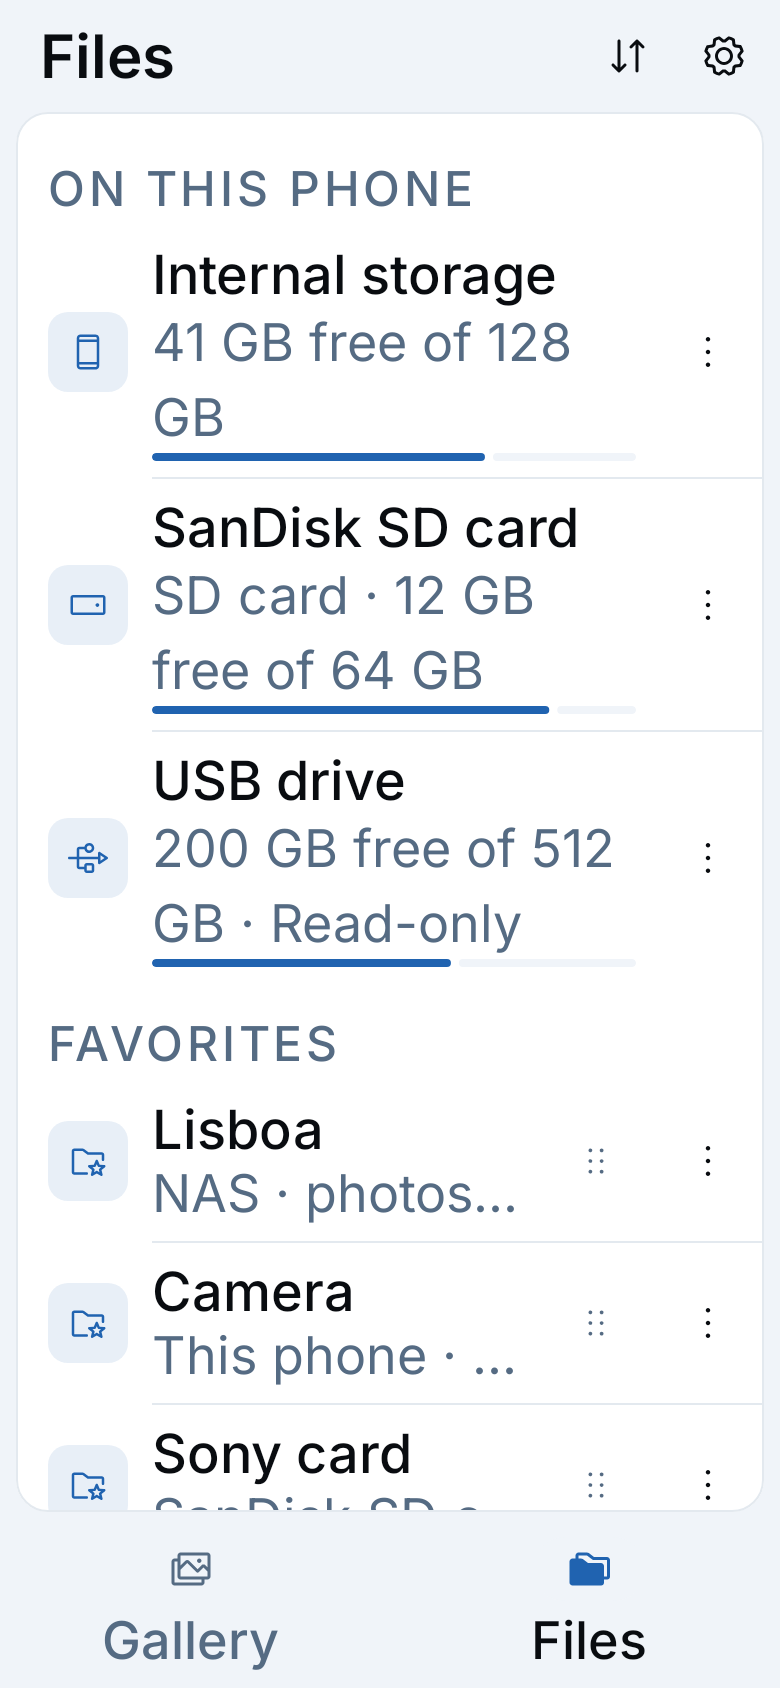 Files
ON THIS PHONE
Internal storage
41 GB free of 128
GB
SanDisk SD card
SD card · 12 GB
free of 64 GB
USB drive
200 GB free of 512
GB · Read-only
FAVORITES
Lisboa
NAS · photos...
Camera
This phone · ...
Sony card
SanDisk SD c
Gallery
Files